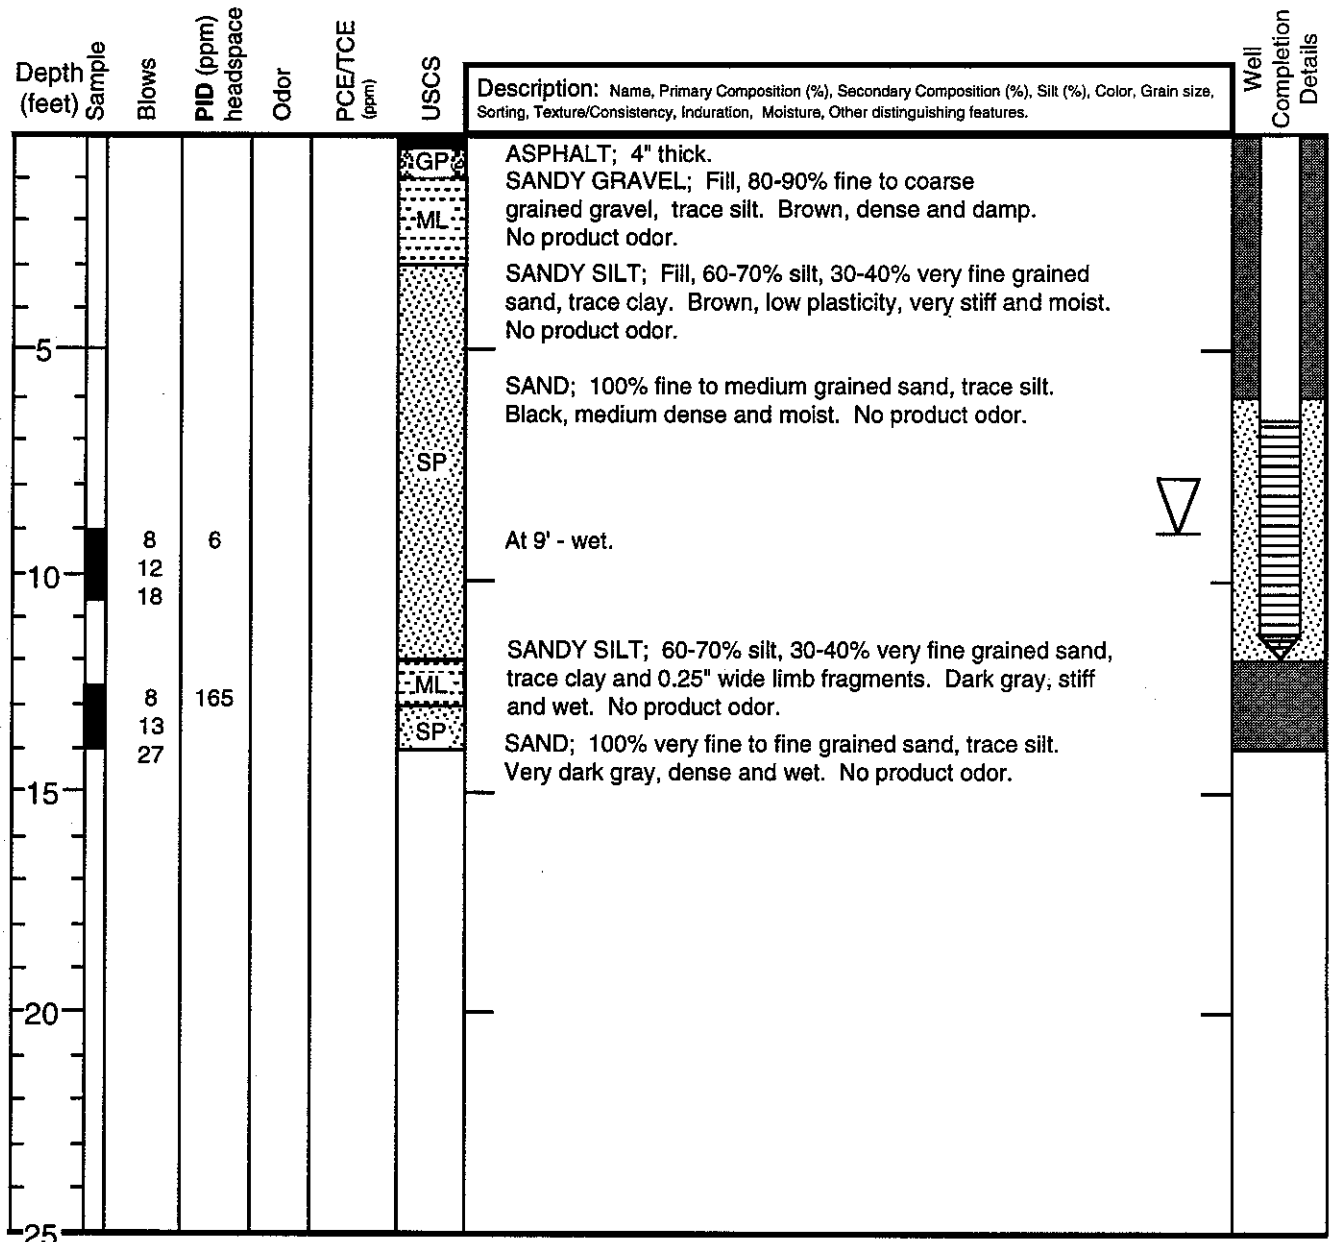 Depth
(feet)
Sample
Blows
PID (ppm)
headspace
Odor
PCE/TCE
(ppm)
USCS
Description: Name, Primary Composition (%), Secondary Composition (%), Silt (%), Color, Grain size,
Sorting, Texture/Consistency, Induration, Moisture, Other distinguishing features.
Well
Completion
Details
GP
ASPHALT; 4" thick.
SANDY GRAVEL; Fill, 80-90% fine to coarse
grained gravel, trace silt. Brown, dense and damp.
No product odor.
ML
SANDY SILT; Fill, 60-70% silt, 30-40% very fine grained
sand, trace clay. Brown, low plasticity, very stiff and moist.
No product odor.
5
SAND; 100% fine to medium grained sand, trace silt.
Black, medium dense and moist. No product odor.
SP
8 6
At 9' - wet.
12
10
18
SANDY SILT; 60-70% silt, 30-40% very fine grained sand,
trace clay and 0.25" wide limb fragments. Dark gray, stiff
and wet. No product odor.
ML
8 165
13
27
SP
SAND; 100% very fine to fine grained sand, trace silt.
Very dark gray, dense and wet. No product odor.
15
20
25